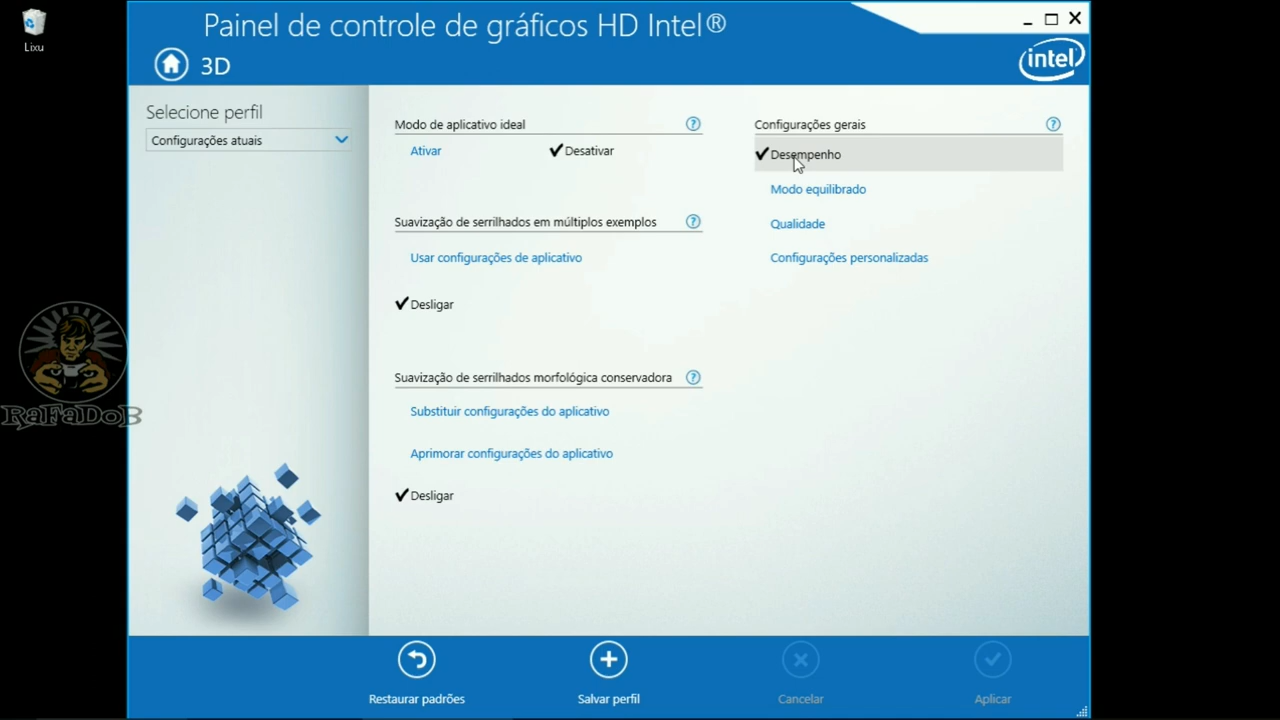 Lixu
Painel de controle de gráficos HD Intel®
3D
intel
Selecione perfil
Configurações atuais
Modo de aplicativo ideal
Ativar
Desativar
Suavização de serrilhados em múltiplos exemplos
Usar configurações de aplicativo
Desligar
Suavização de serrilhados morfológica conservadora
Substituir configurações do aplicativo
Aprimorar configurações do aplicativo
Desligar
Configurações gerais
Desempenho
Modo equilibrado
Qualidade
Configurações personalizadas
RaFaDoB
Restaurar padrões
Salvar perfil
Cancelar
Aplicar